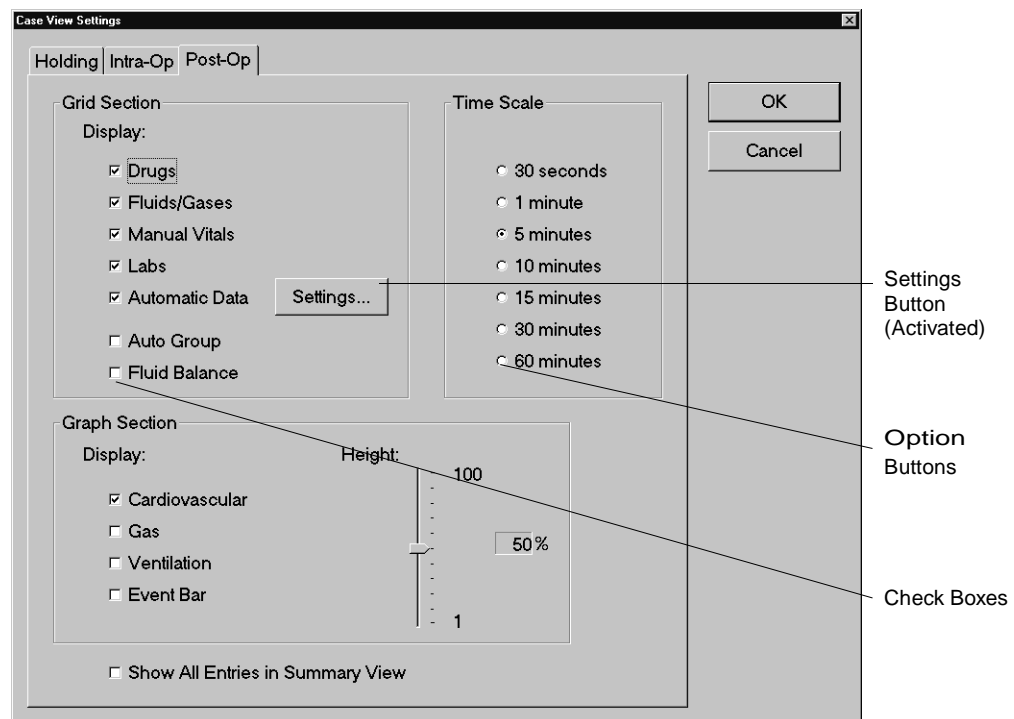 Case View Settings
Holding Intra-Op Post-Op
Grid Section
Display:
Drugs
Fluids/Gases
Manual Vitals
Labs
Automatic Data Settings...
Auto Group
Fluid Balance
Time Scale
30 seconds
1 minute
5 minutes
10 minutes
15 minutes
30 minutes
60 minutes
OK
Cancel
Graph Section
Display:
Cardiovascular
Gas
Ventilation
Event Bar
Height:
100
50 %
1
Show All Entries in Summary View
Settings
Button
(Activated)
Option
Buttons
Check Boxes